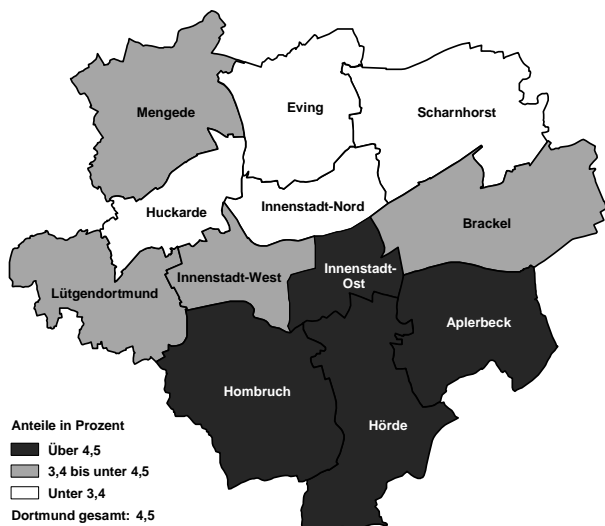 Mengede
Eving
Scharnhorst
Huckarde
Innenstadt-Nord
Brackel
Lütgendortmund
Innenstadt-West
Innenstadt-
Ost
Aplerbeck
Hombruch
Hörde
Anteile in Prozent
Über 4,5
3,4 bis unter 4,5
Unter 3,4
Dortmund gesamt: 4,5